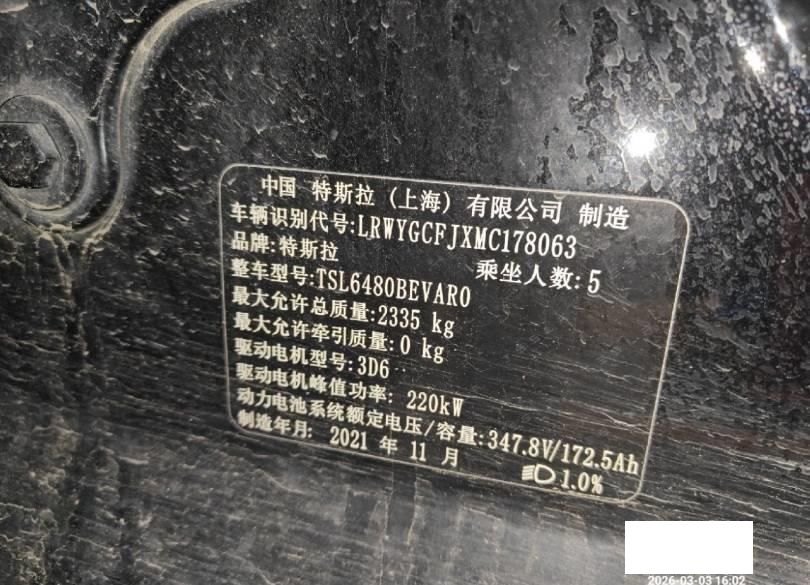 中国 特斯拉 (上海) 有限公司 制造
车辆识别代号:LRWYGCFJXMC178063
品牌:特斯拉 乘坐人数:5
整车型号:TSL6480BEVAR0
最大允许总质量:2335 kg
最大允许牵引质量:0 kg
驱动电机型号:3D6
驱动电机峰值功率: 220kW
动力电池系统额定电压/容量:347.8V/172.5Ah
制造年月: 2021 年 11 月 1.0%
2026-03-03 16:02